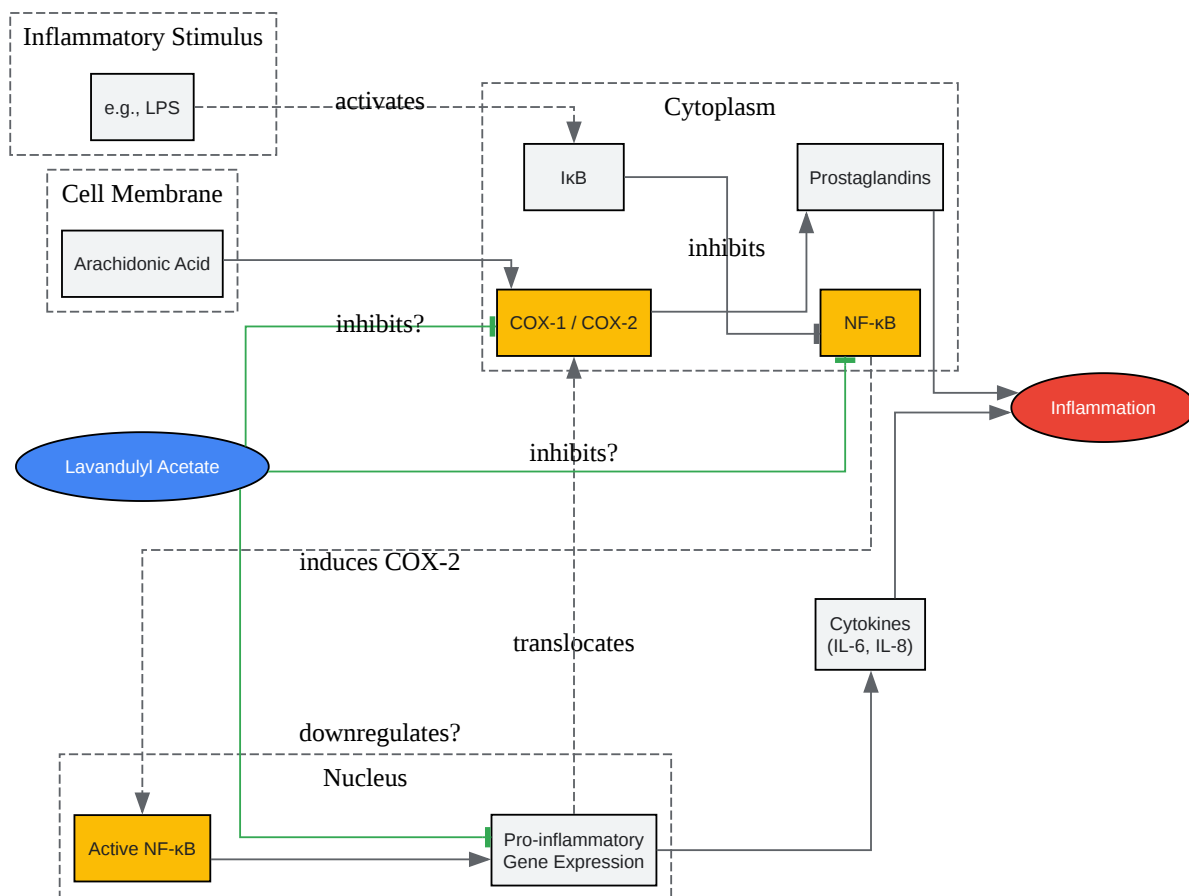 Inflammatory Stimulus
e.g., LPS
activates
Cytoplasm
IκB
Prostaglandins
Cell Membrane
Arachidonic Acid
inhibits
inhibits?
COX-1 / COX-2
NF-κB
Inflammation
Lavandulyl Acetate
inhibits?
induces COX-2
Cytokines
(IL-6, IL-8)
translocates
downregulates?
Nucleus
Active NF-κB
Pro-inflammatory
Gene Expression